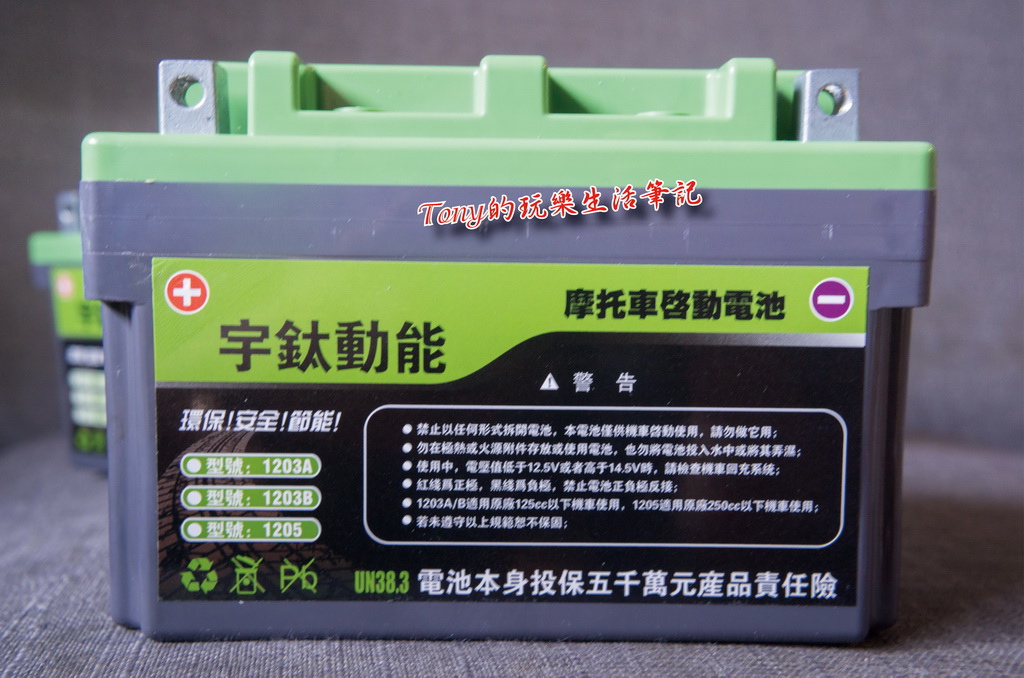 Tony的玩樂生活筆記
摩托車啓動電池
宇鈦動能
警 告
環保!安全!節能!
型號：1203A
型號：1203B
型號：1205
禁止以任何形式拆開電池，本電池僅供機車啓動使用，請勿做它用；
勿在極熱或火源附件存放或使用電池，也勿將電池投入水中或將其弄濕；
使用中，電壓值低于12.5V或者高于14.5V時，請檢查機車回充系統；
紅綫爲正極，黑綫爲負極，禁止電池正負極反接；
1203A/B適用原廠125cc以下機車使用，1205適用原廠250cc以下機車使用；
若未遵守以上規範恕不保固；
Pb
UN38.3 電池本身投保五千萬元産品責任險